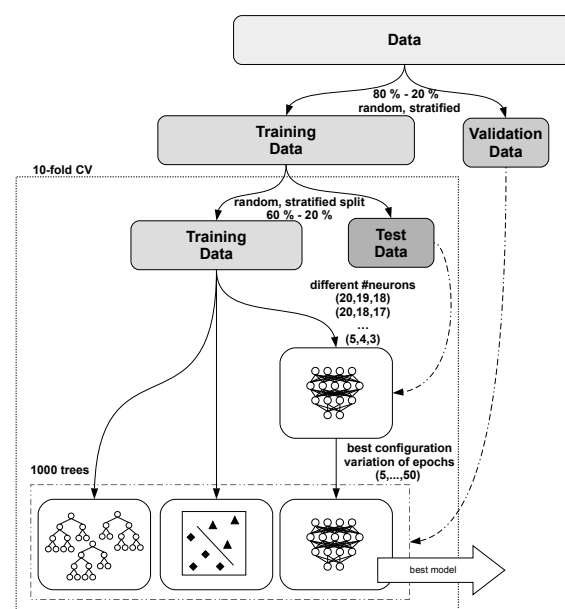 Data
80 % - 20 %
random, stratified
Training
Data
Validation
Data
10-fold CV
random, stratified split
60 % - 20 %
Training
Data
Test
Data
different #neurons
(20,19,18)
(20,18,17)
...
(5,4,3)
best configuration
variation of epochs
(5,...,50)
1000 trees
best model